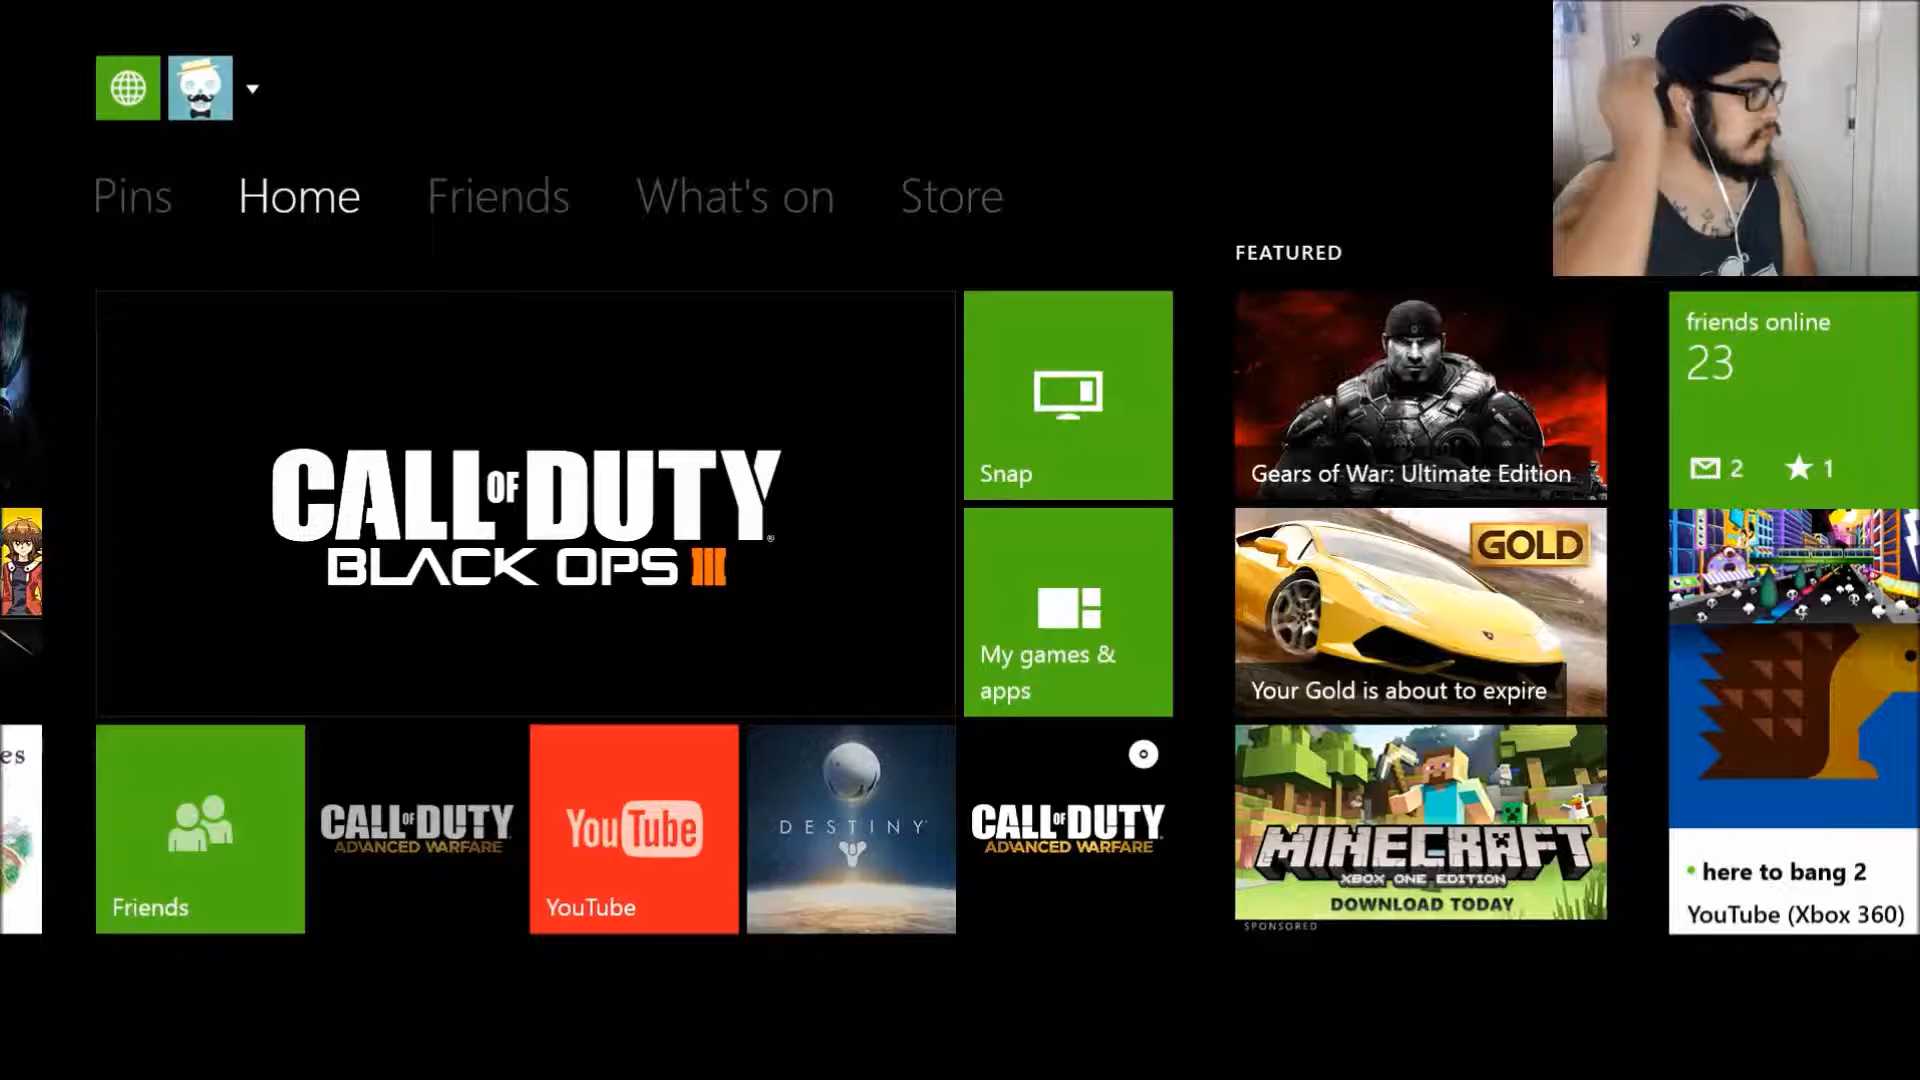 Pins Home Friends What's on Store
FEATURED
CALL OF DUTY
BLACK OPS III
Snap
My games &
apps
Gears of War: Ultimate Edition
GOLD
Your Gold is about to expire
MINECRAFT
XBOX ONE EDITION
DOWNLOAD TODAY
SPONSORED
friends online
23
2 1
here to bang 2
YouTube (Xbox 360)
es
Friends
CALL OF DUTY
ADVANCED WARFARE
YouTube
YouTube
DESTINY
CALL OF DUTY
ADVANCED WARFARE